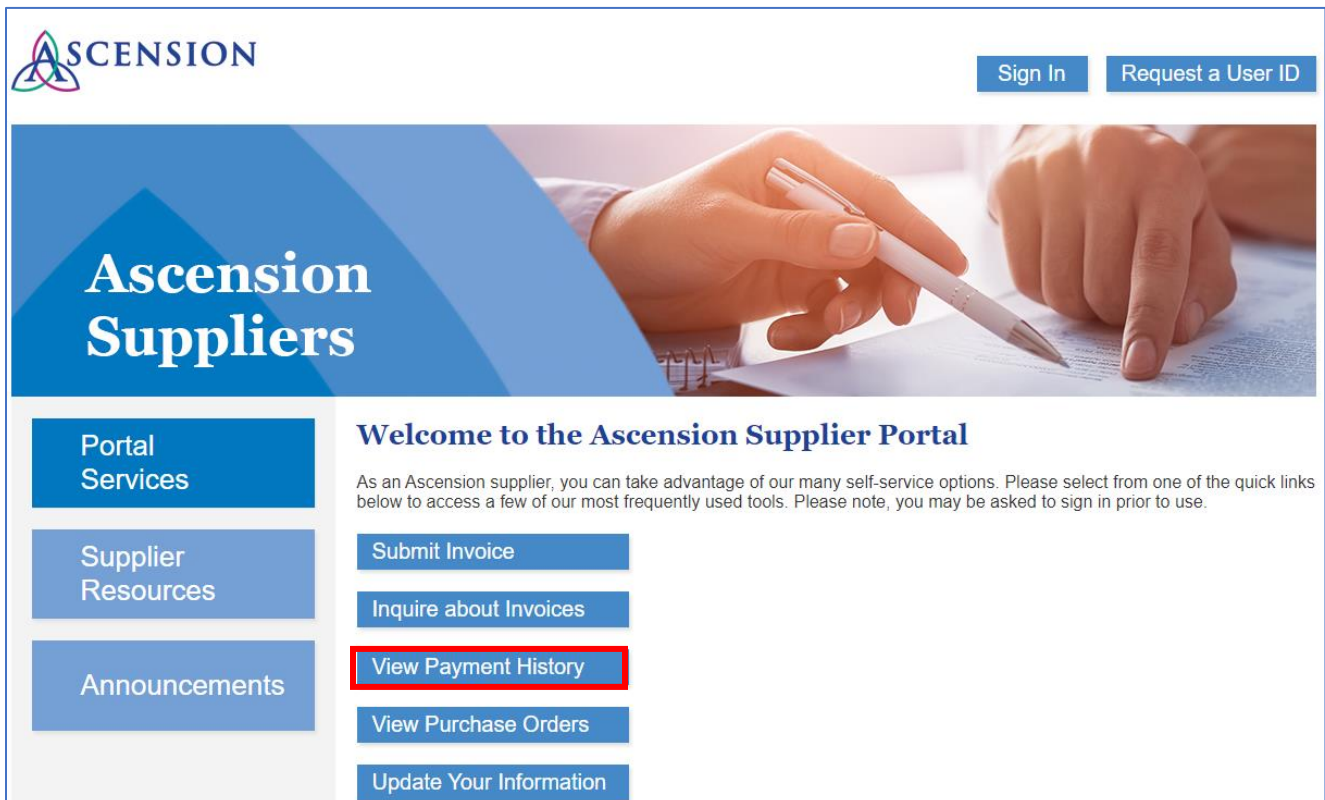 ASCENSION
Sign In
Request a User ID
Ascension
Suppliers
Portal
Services
Supplier
Resources
Announcements
Welcome to the Ascension Supplier Portal
As an Ascension supplier, you can take advantage of our many self-service options. Please select from one of the quick links
below to access a few of our most frequently used tools. Please note, you may be asked to sign in prior to use.
Submit Invoice
Inquire about Invoices
View Payment History
View Purchase Orders
Update Your Information